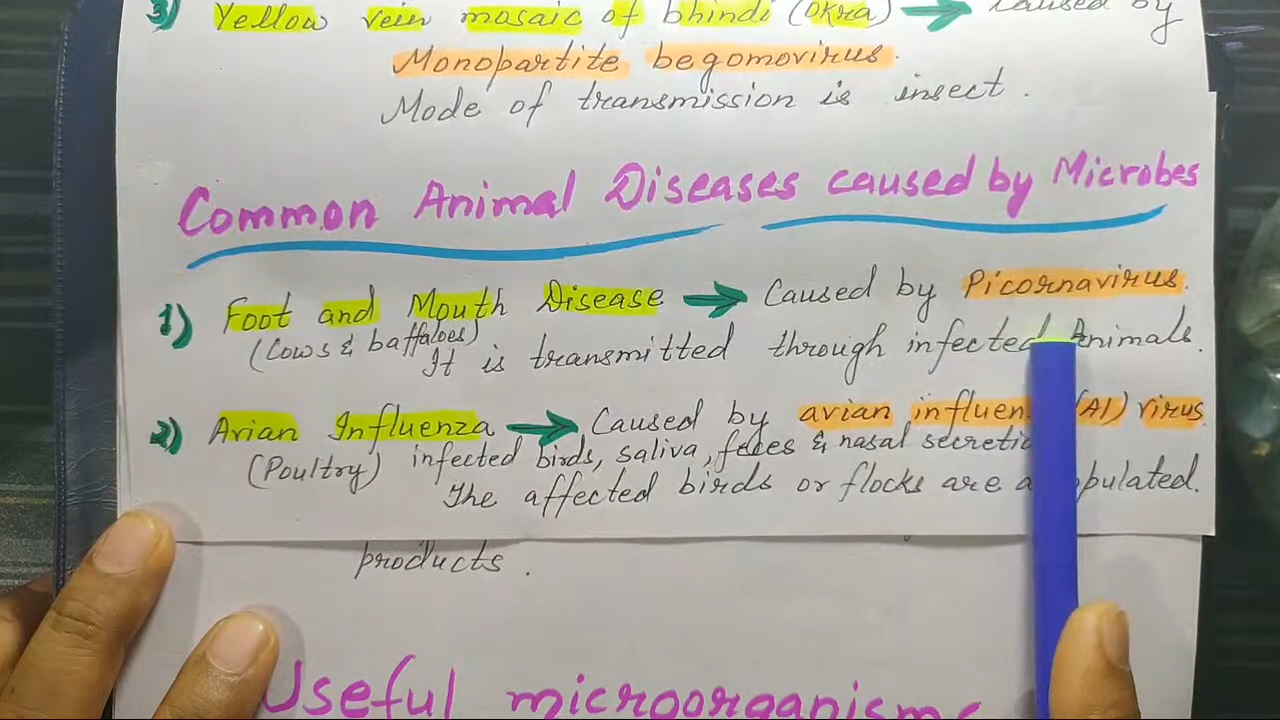 3) Yellow vein mosaic of bhindi (Okra) → Caused by
Monopartite begomovirus.
Mode of transmission is insect.
Common Animal Diseases caused by Microbes
1) Foot and Mouth Disease → Caused by Picornavirus.
(Cows & baffaloes)
It is transmitted through infected Animals.
2) Avian Influenza → Caused by avian influen (AI) virus.
(Poultry) infected birds, saliva, feces & nasal secretio
The affected birds or flocks are pulated.
products.
Useful microorganisms